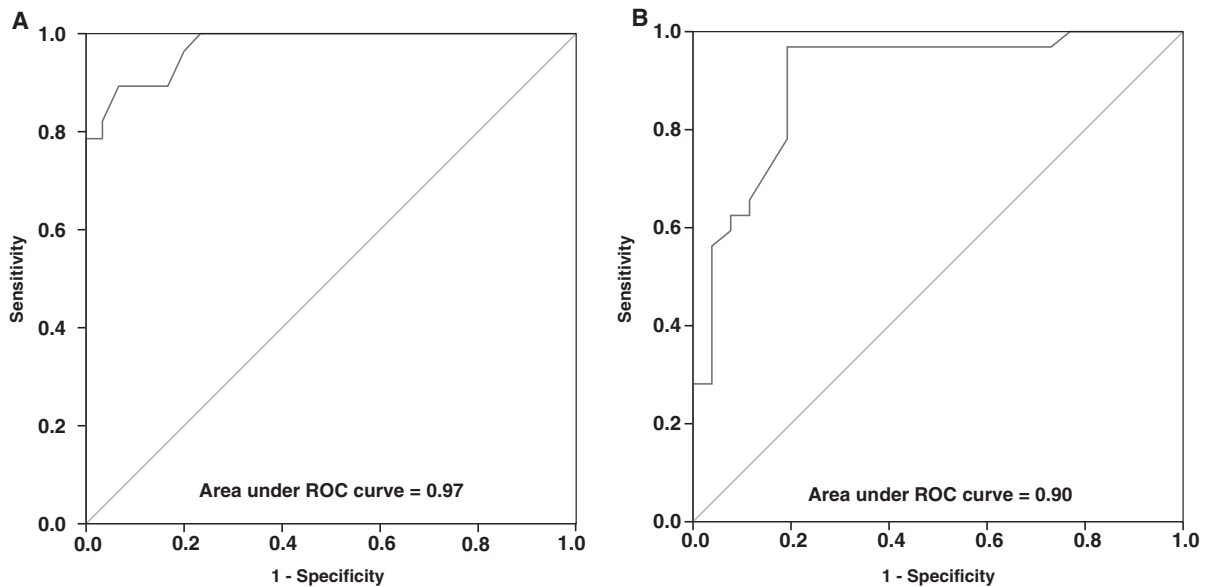 A
1.0
0.8
0.6
0.4
0.2
0.0
Sensitivity
Area under ROC curve = 0.97
0.0 0.2 0.4 0.6 0.8 1.0
1 - Specificity
B
1.0
0.8
0.6
0.4
0.2
0.0
Sensitivity
Area under ROC curve = 0.90
0.0 0.2 0.4 0.6 0.8 1.0
1 - Specificity